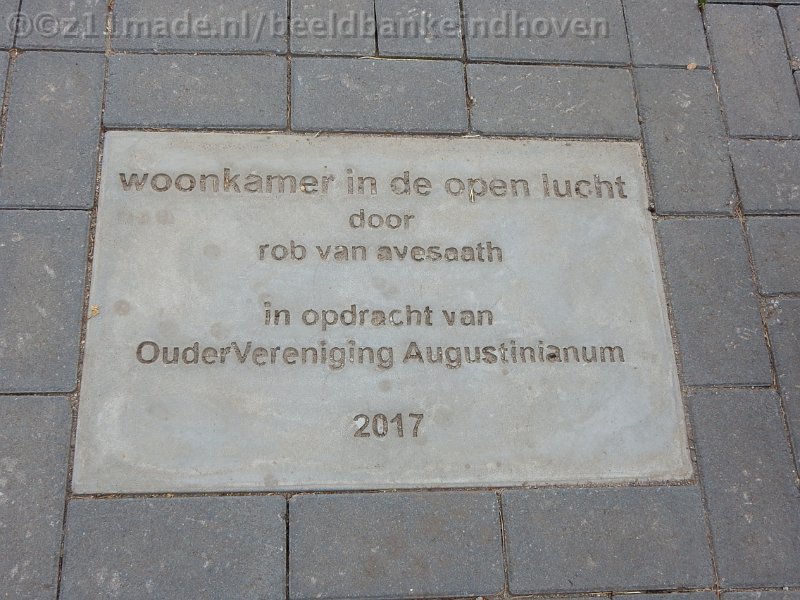 ©z11made.nl/beeldbankeindhoven
woonkamer in de open lucht
door
rob van avesaath
in opdracht van
OuderVereniging Augustinianum
2017